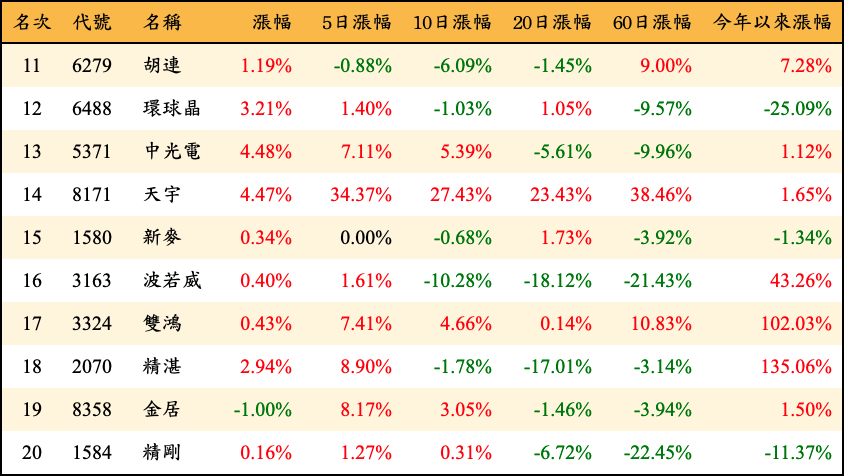 名次 代號 名稱 漲幅 5日漲幅 10日漲幅 20日漲幅 60日漲幅 今年以來漲幅
11 6279 胡連 1.19% -0.88% -6.09% -1.45% 9.00% 7.28%
12 6488 環球晶 3.21% 1.40% -1.03% 1.05% -9.57% -25.09%
13 5371 中光電 4.48% 7.11% 5.39% -5.61% -9.96% 1.12%
14 8171 天宇 4.47% 34.37% 27.43% 23.43% 38.46% 1.65%
15 1580 新麥 0.34% 0.00% -0.68% 1.73% -3.92% -1.34%
16 3163 波若威 0.40% 1.61% -10.28% -18.12% -21.43% 43.26%
17 3324 雙鴻 0.43% 7.41% 4.66% 0.14% 10.83% 102.03%
18 2070 精湛 2.94% 8.90% -1.78% -17.01% -3.14% 135.06%
19 8358 金居 -1.00% 8.17% 3.05% -1.46% -3.94% 1.50%
20 1584 精剛 0.16% 1.27% 0.31% -6.72% -22.45% -11.37%